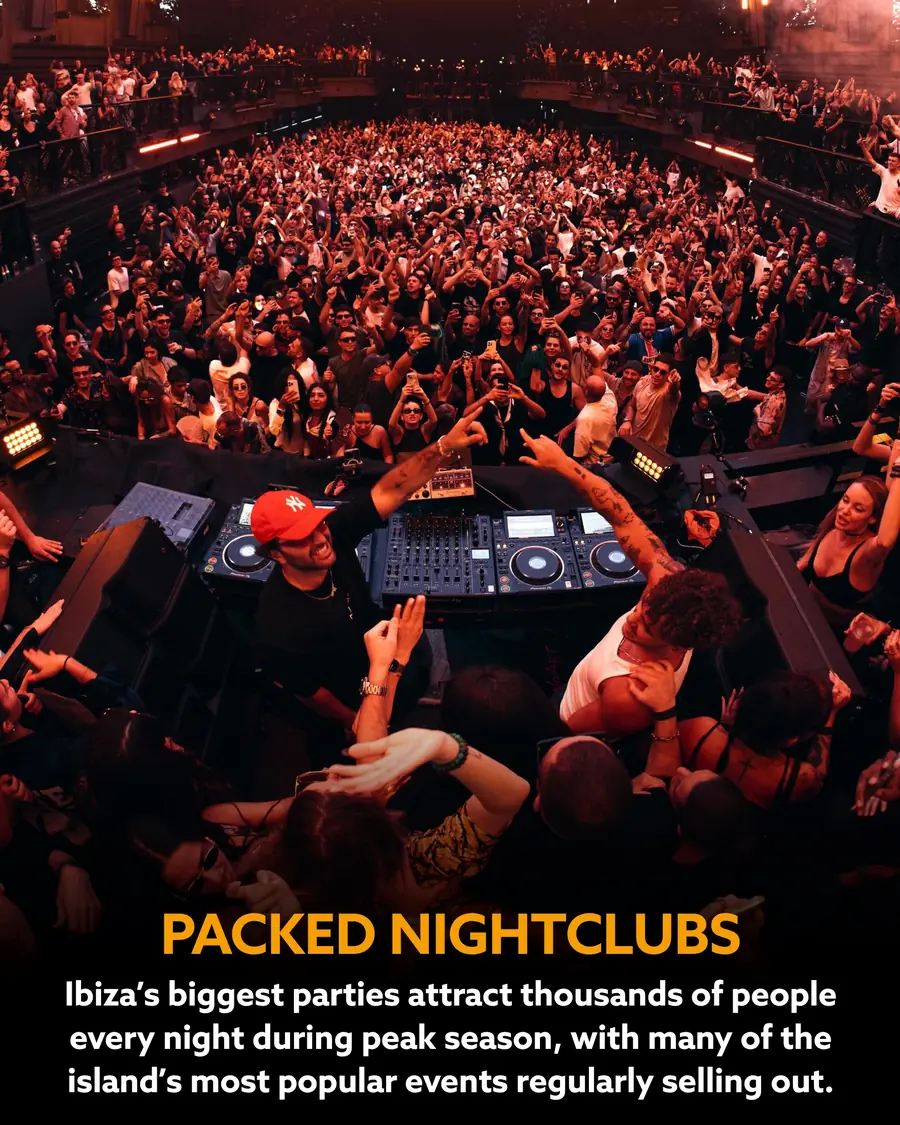 PACKED NIGHTCLUBS
Ibiza's biggest parties attract thousands of people
every night during peak season, with many of the
island's most popular events regularly selling out.